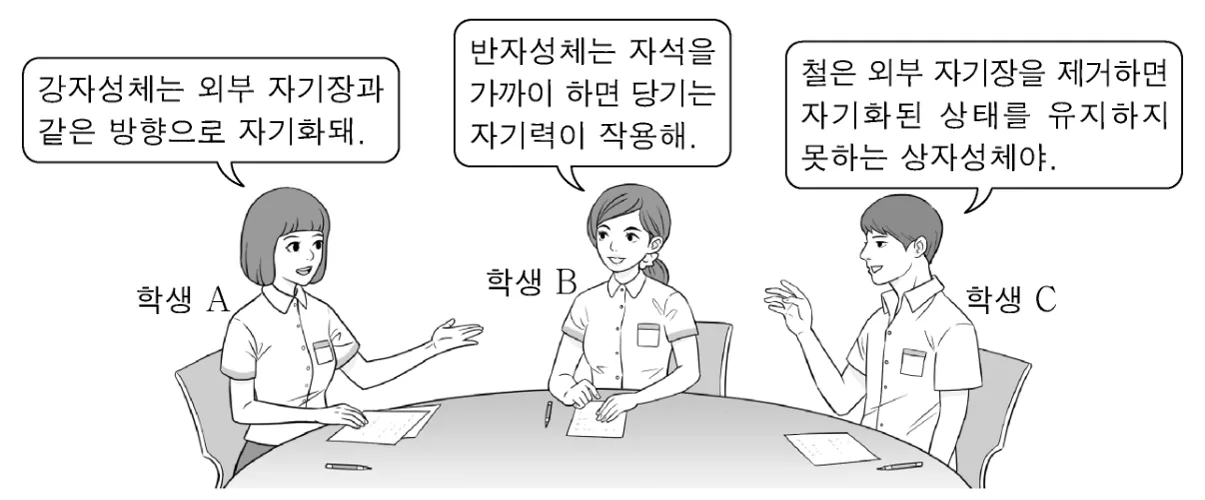 강자성체는 외부 자기장과
같은 방향으로 자기화돼.
반자성체는 자석을
가까이 하면 당기는
자기력이 작용해.
철은 외부 자기장을 제거하면
자기화된 상태를 유지하지
못하는 상자성체야.
학생 A
학생 B
학생 C